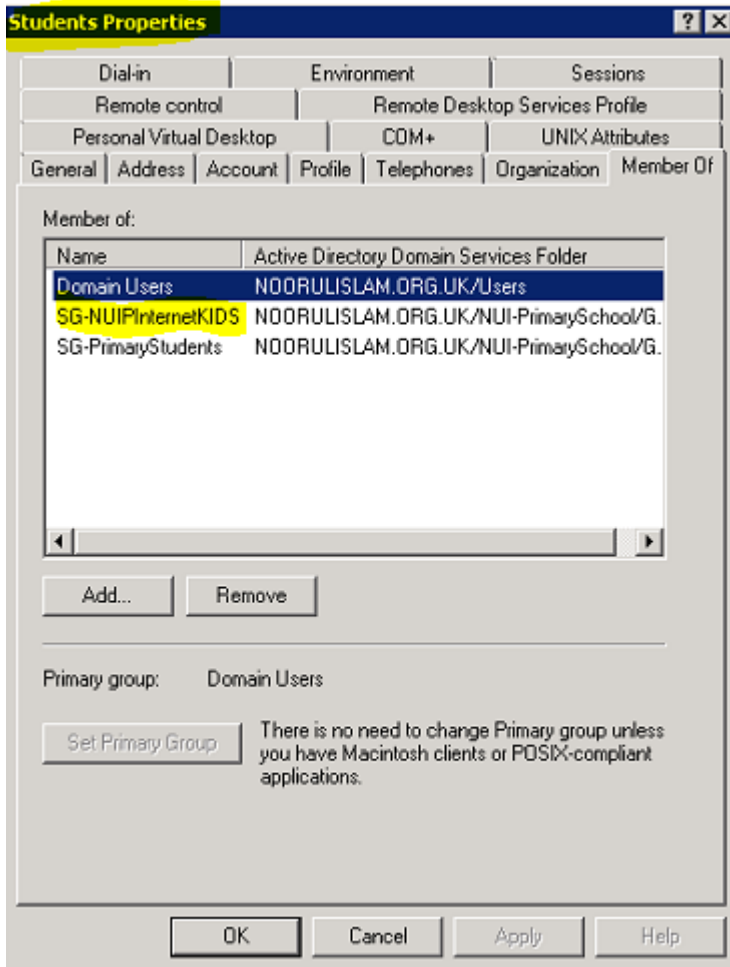 Students Properties
Dial-in Environment Sessions
Remote control Remote Desktop Services Profile
Personal Virtual Desktop COM+ UNIX Attributes
General Address Account Profile Telephones Organization Member Of
Member of:
Name Active Directory Domain Services Folder
Domain Users NOORULISLAM.ORG.UK/Users
SG-NUIPInternetKIDS NOORULISLAM.ORG.UK/NUI-PrimarySchool/G.
SG-PrimaryStudents NOORULISLAM.ORG.UK/NUI-PrimarySchool/G.
Add... Remove
Primary group: Domain Users
Set Primary Group
There is no need to change Primary group unless
you have Macintosh clients or POSIX-compliant
applications.
OK Cancel Apply Help